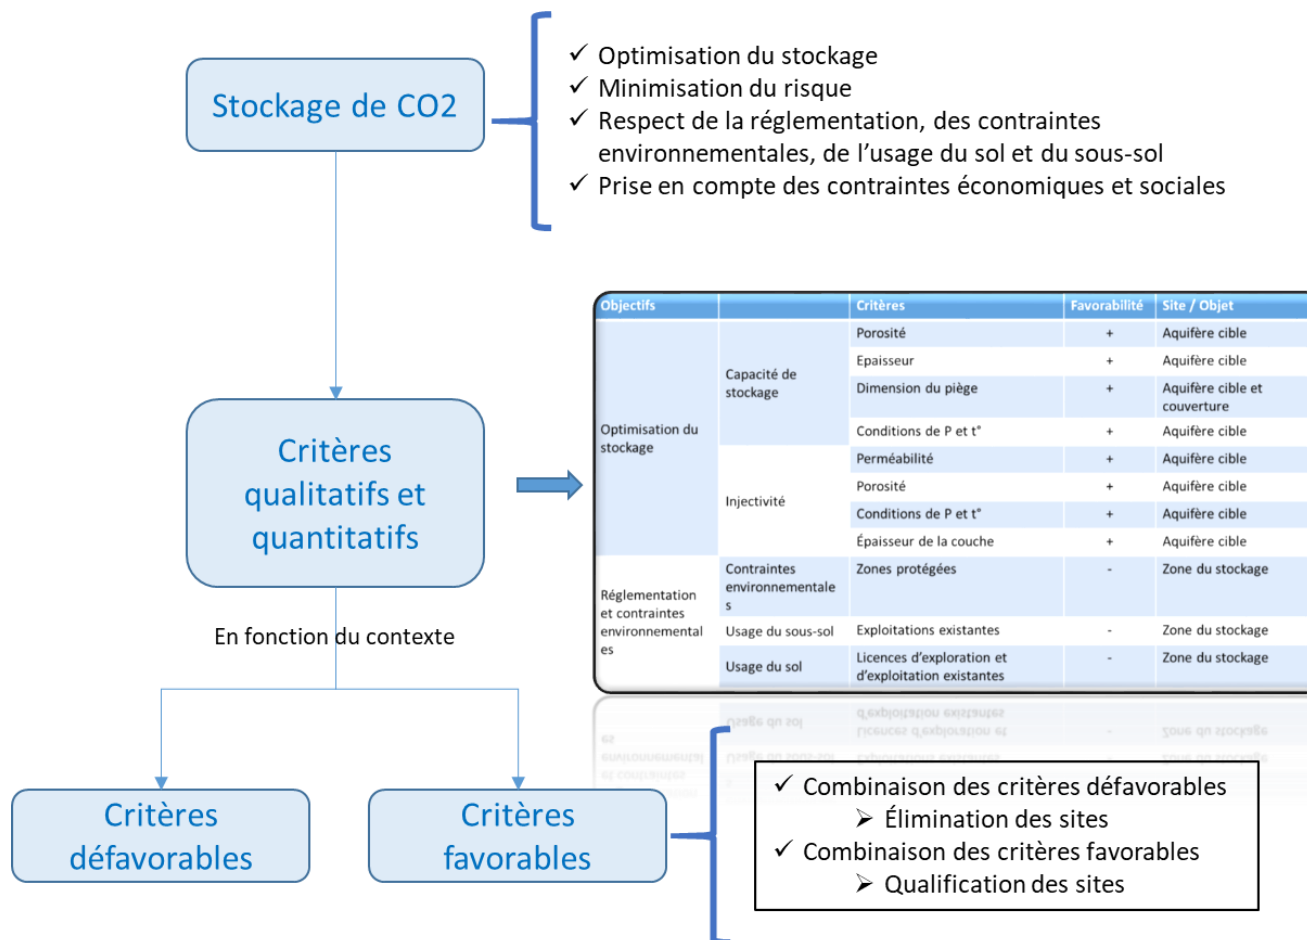 Stockage de CO2
✓ Optimisation du stockage
✓ Minimisation du risque
✓ Respect de la réglementation, des contraintes
environnementales, de l'usage du sol et du sous-sol
✓ Prise en compte des contraintes économiques et sociales
Critères
qualitatifs et
quantitatifs
Objectifs Critères Favorabilité Site / Objet
Optimisation du
stockage
Capacité de
stockage
Porosité + Aquifère cible
Epaisseur + Aquifère cible
Dimension du piège + Aquifère cible et
couverture
Conditions de P et t° + Aquifère cible
Injectivité
Perméabilité + Aquifère cible
Porosité + Aquifère cible
Conditions de P et t° + Aquifère cible
Épaisseur de la couche + Aquifère cible
Réglementation
et contraintes
environnemental
es
Contraintes
environnementale
s
Zones protégées - Zone du stockage
Usage du sous-sol Exploitations existantes - Zone du stockage
Usage du sol Licences d'exploration et
d'exploitation existantes - Zone du stockage
En fonction du contexte
Critères
défavorables
Critères
favorables
✓ Combinaison des critères défavorables
➢ Élimination des sites
✓ Combinaison des critères favorables
➢ Qualification des sites